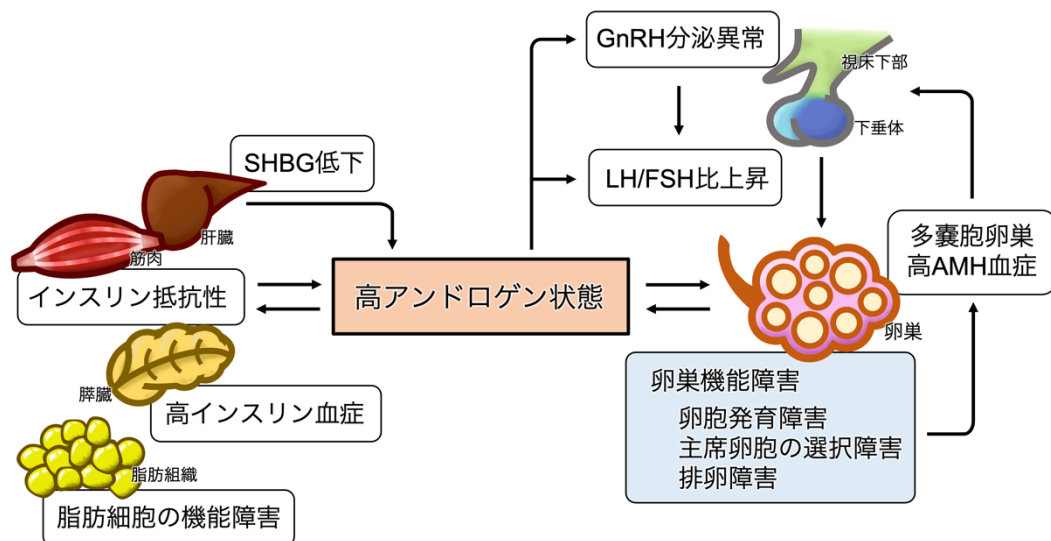 GnRH分泌異常
視床下部
下垂体
SHBG低下
LH/FSH比上昇
肝臓
筋肉
インスリン抵抗性
高アンドロゲン状態
多嚢胞卵巣
高AMH血症
卵巣
膵臓
高インスリン血症
卵巣機能障害
卵胞発育障害
主席卵胞の選択障害
排卵障害
脂肪組織
脂肪細胞の機能障害